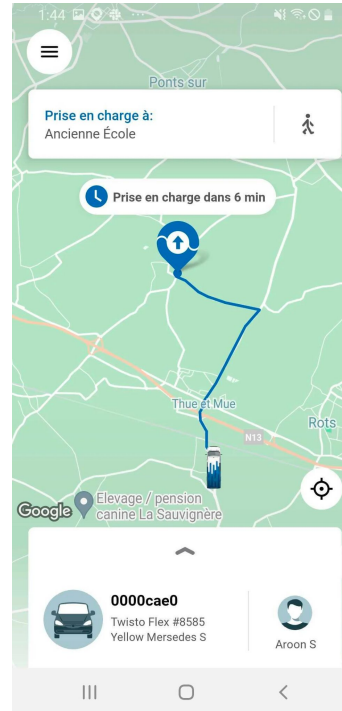 1:44
Ponts sur
Prise en charge à:
Ancienne École
Prise en charge dans 6 min
Thue et Mue
Rots
N13
Google
Elevage / pension
canine La Sauvignère
0000cae0
Twisto Flex #8585
Yellow Mersedes S
Aroon S